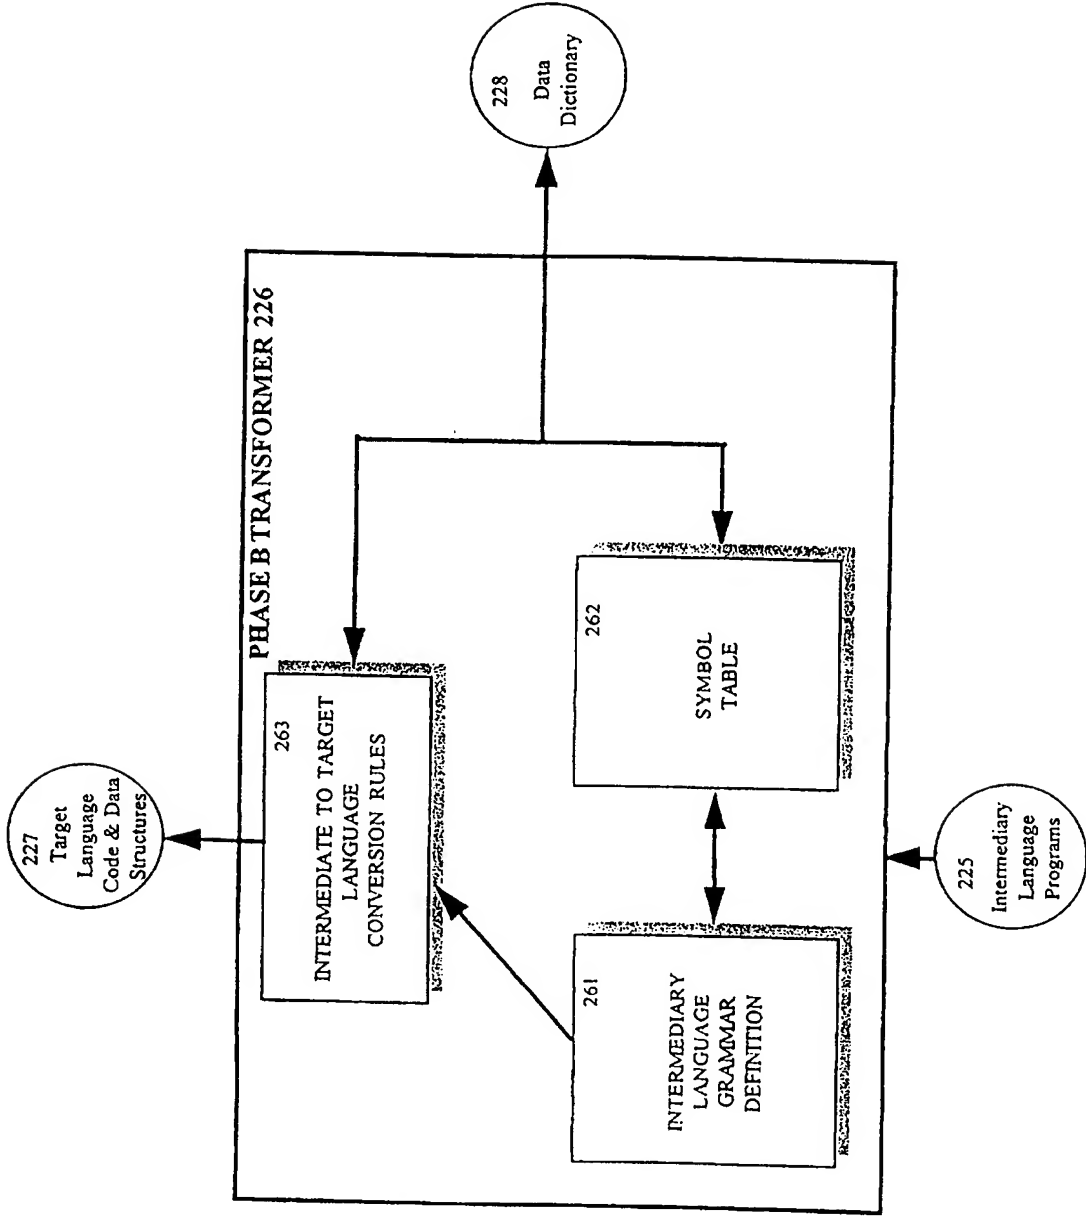 PHASE B TRANSFORMER 226
227
Target
Language
Code & Data
Structures
263
INTERMEDIATE TO TARGET
LANGUAGE
CONVERSION RULES
228
Data
Dictionary
261
INTERMEDIARY
LANGUAGE
GRAMMAR
DEFINITION
262
SYMBOL
TABLE
225
Intermediary
Language
Programs